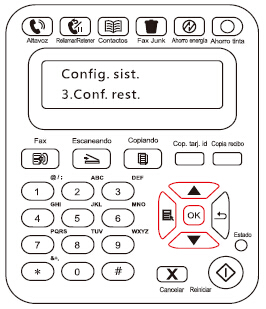 Altavoz Rellamar/Retener Contactos Fax Junk Ahorro energía Ahorro tinta
Config. sist.
3.Conf. rest.
Fax Escaneando Copiando Cop. tarj. id Copia recibo
@/: ABC DEF
1 2 3
GHI JKL MNO
4 5 6
OK
PQRS TUV WXYZ
7 8 9
Estado
&*,
* 0 #
X
Cancelar Reiniciar